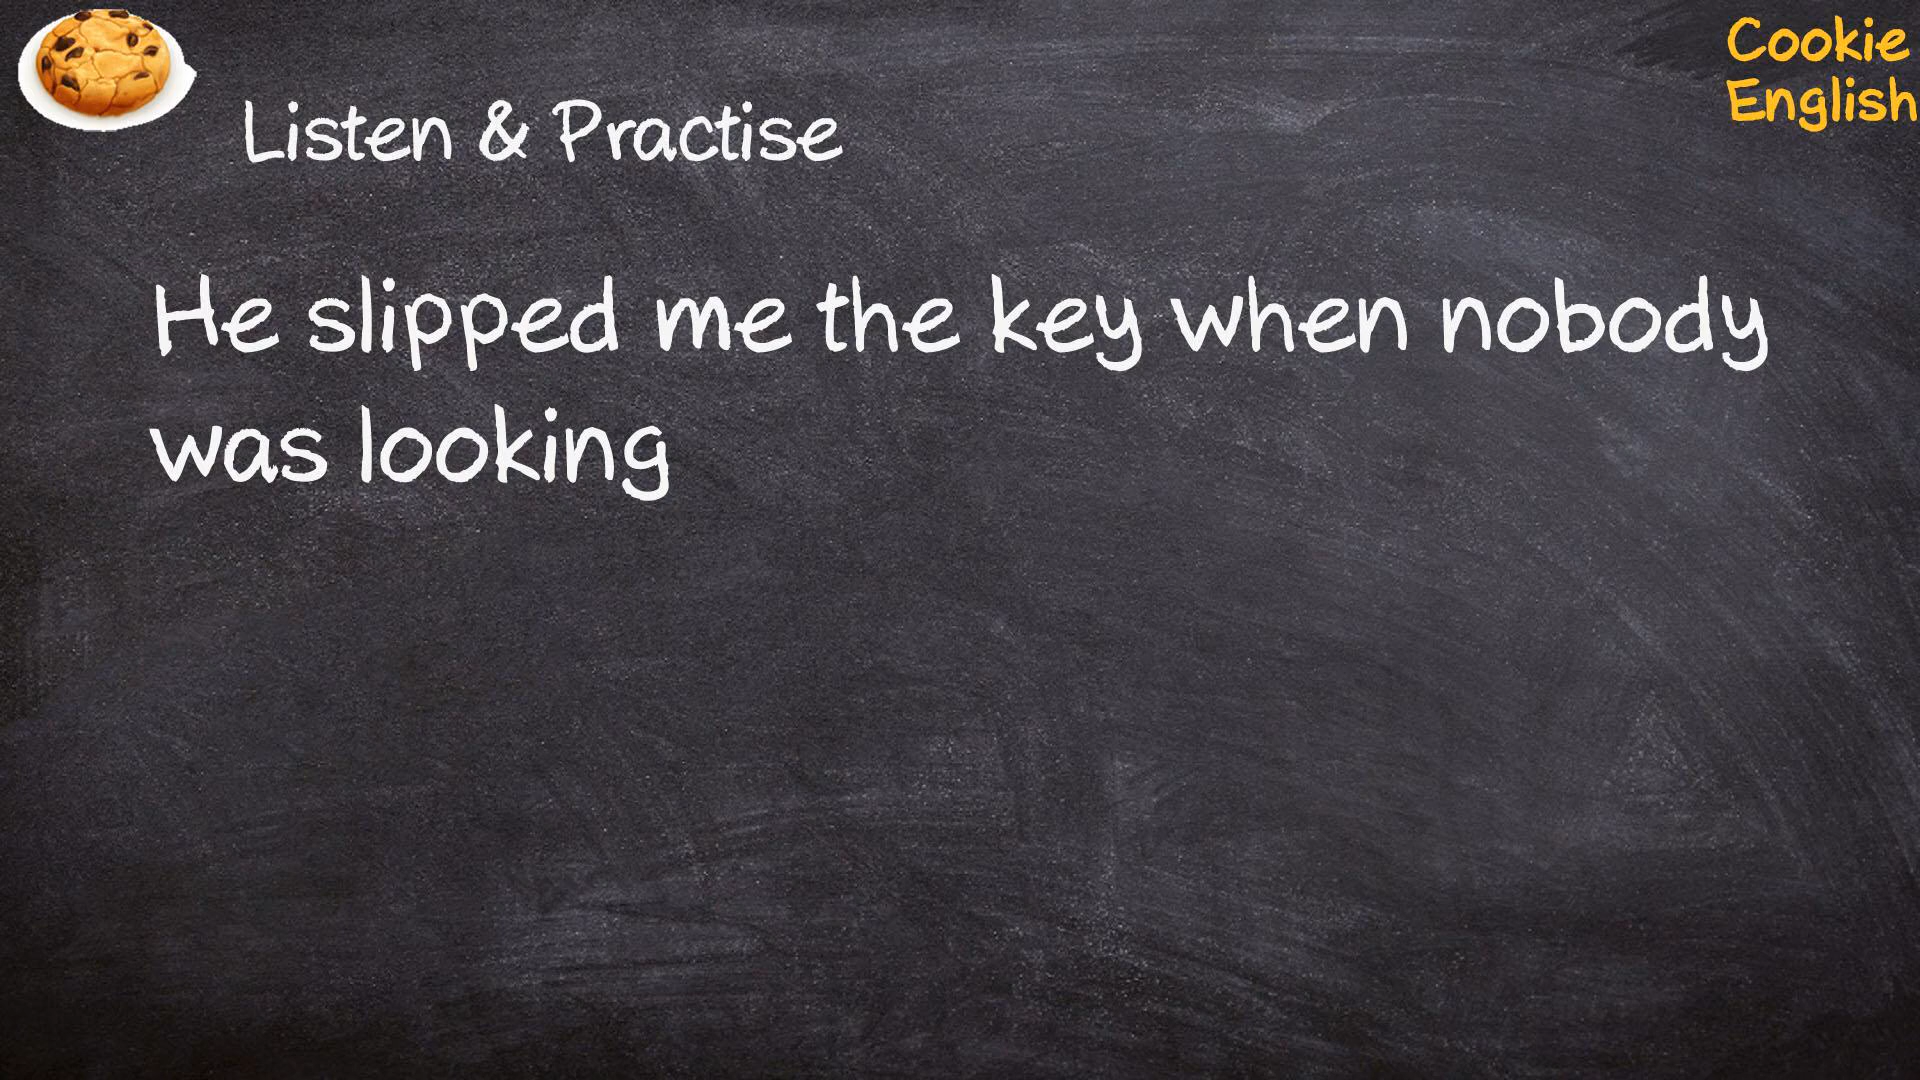 Cookie
English
Listen & Practise
He slipped me the key when nobody
was looking